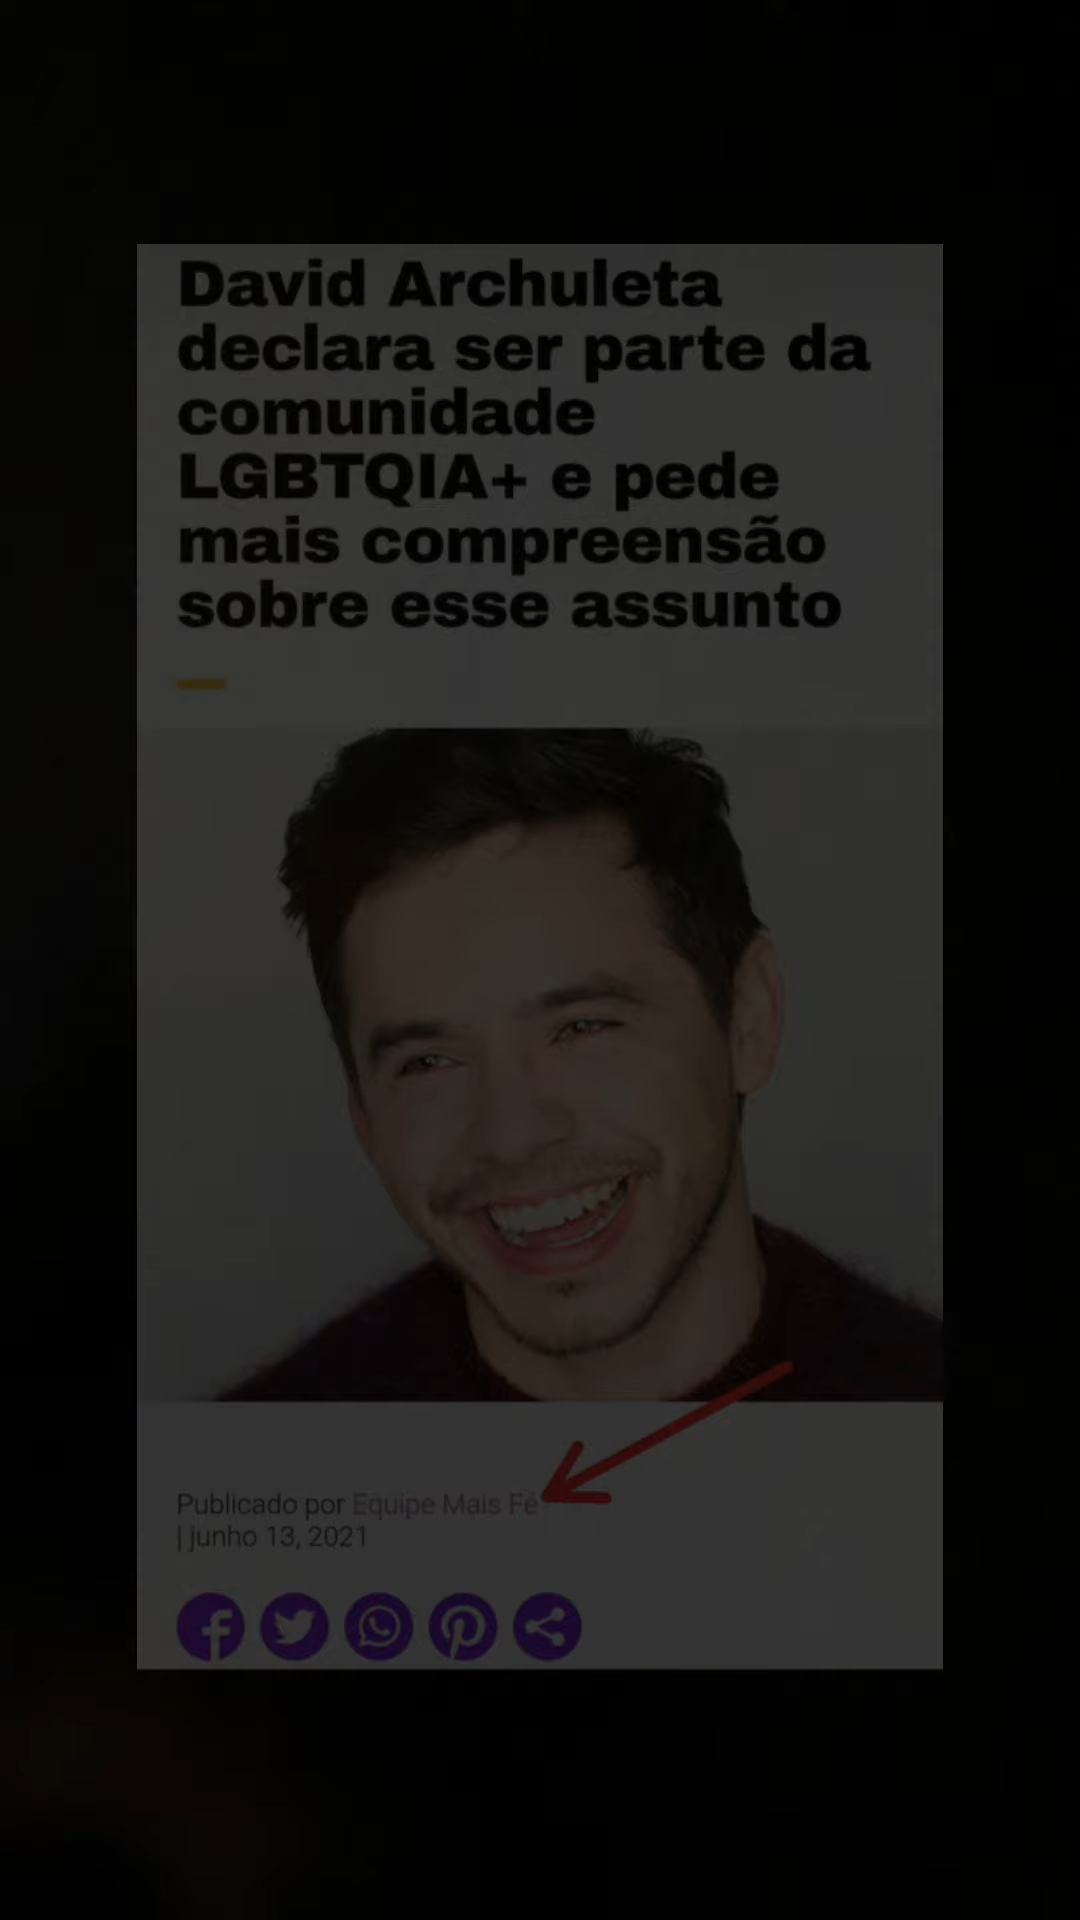 David Archuleta
declara ser parte da
comunidade
LGBTQIA+ e pede
mais compreensão
sobre esse assunto
Publicado por Equipe Mais Fé
| junho 13, 2021